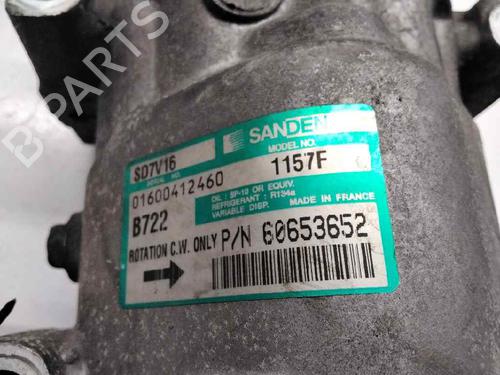 B PARTS
SANDEN
SD7V16
MODEL NO.
1157F
SERIAL NO.
01600412460
OIL : SP-10 OR EQUIV.
REFRIGERANT : R134a
VARIABLE DISP. MADE IN FRANCE
B722
ROTATION C.W. ONLY P/N 60653652